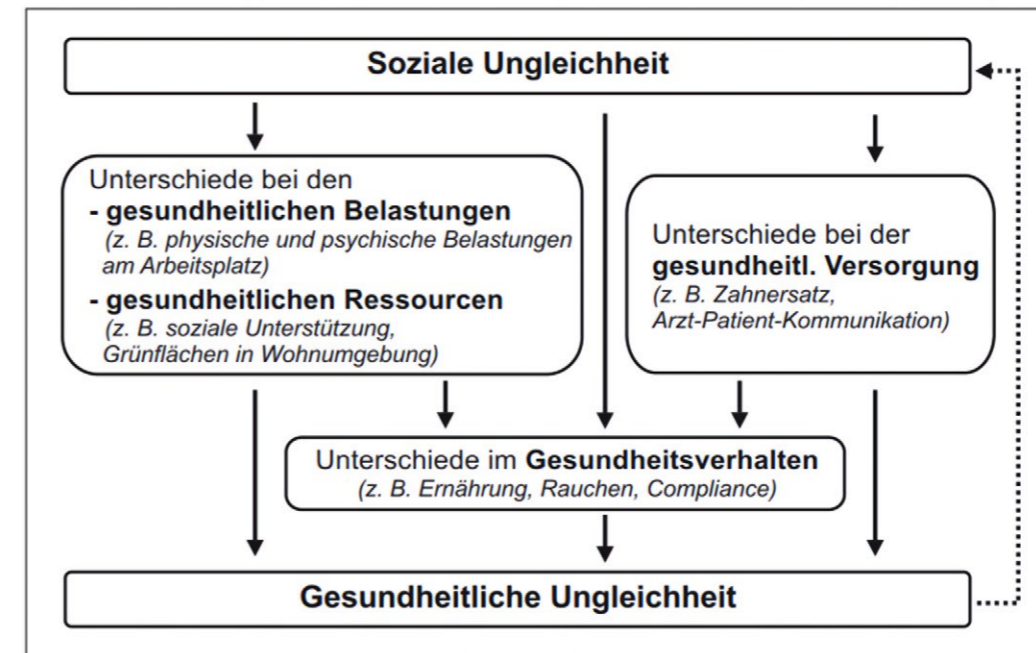 Soziale Ungleichheit
Unterschiede bei den
- gesundheitlichen Belastungen
(z. B. physische und psychische Belastungen
am Arbeitsplatz)
- gesundheitlichen Ressourcen
(z. B. soziale Unterstützung,
Grünflächen in Wohnumgebung)
Unterschiede bei der
gesundheitl. Versorgung
(z. B. Zahnersatz,
Arzt-Patient-Kommunikation)
Unterschiede im Gesundheitsverhalten
(z. B. Ernährung, Rauchen, Compliance)
Gesundheitliche Ungleichheit